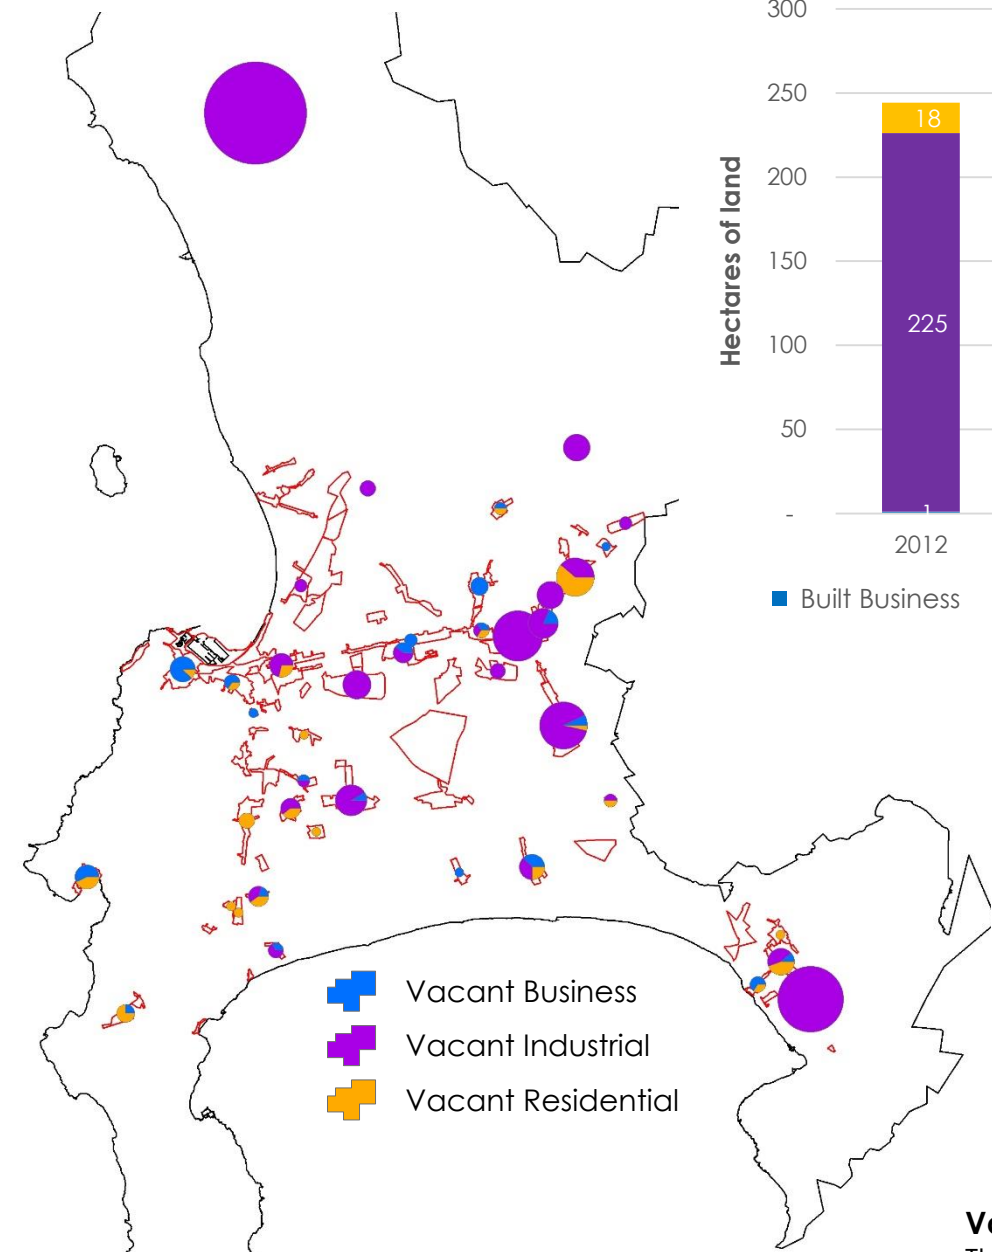 300
250
200
150
100
50
-
Hectares of land
18
225
1
2012
Built Business
Vacant Business
Vacant Industrial
Vacant Residential